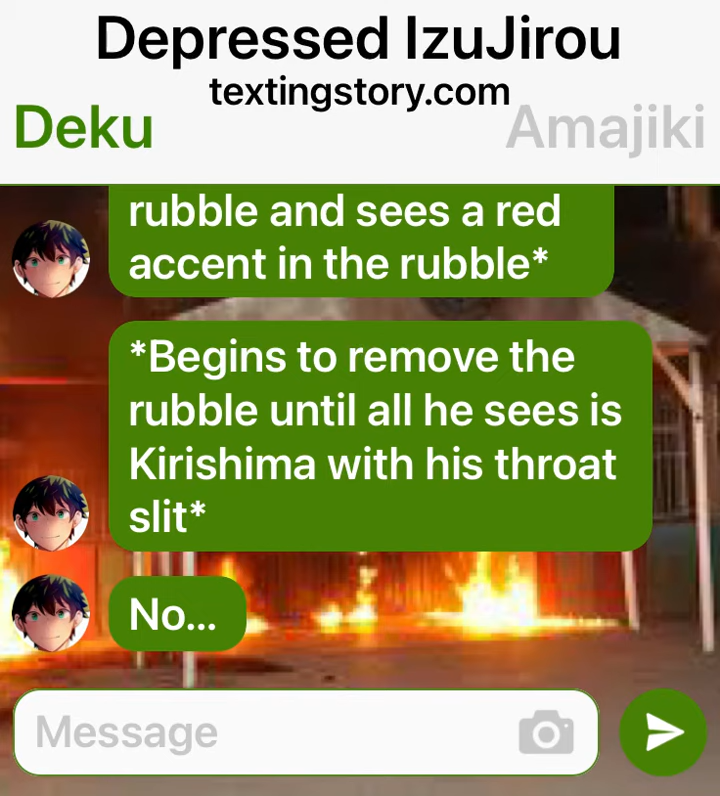 Depressed IzuJirou
textingstory.com
Deku
Amajiki
rubble and sees a red
accent in the rubble*
*Begins to remove the
rubble until all he sees is
Kirishima with his throat
slit*
No...
Message